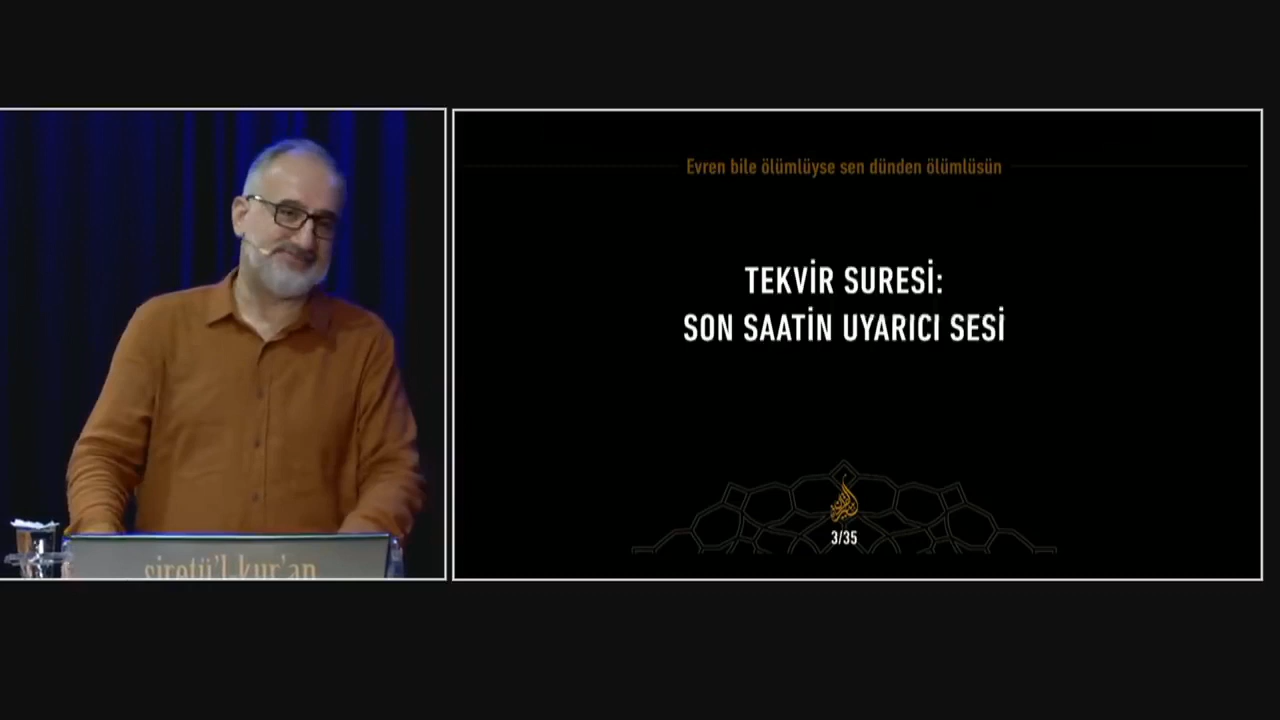 Evren bile ölümlüyse sen dünden ölümlüsün
TEKVİR SURESİ:
SON SAATİN UYARICI SESİ
3/35
siretü'l-kur'an